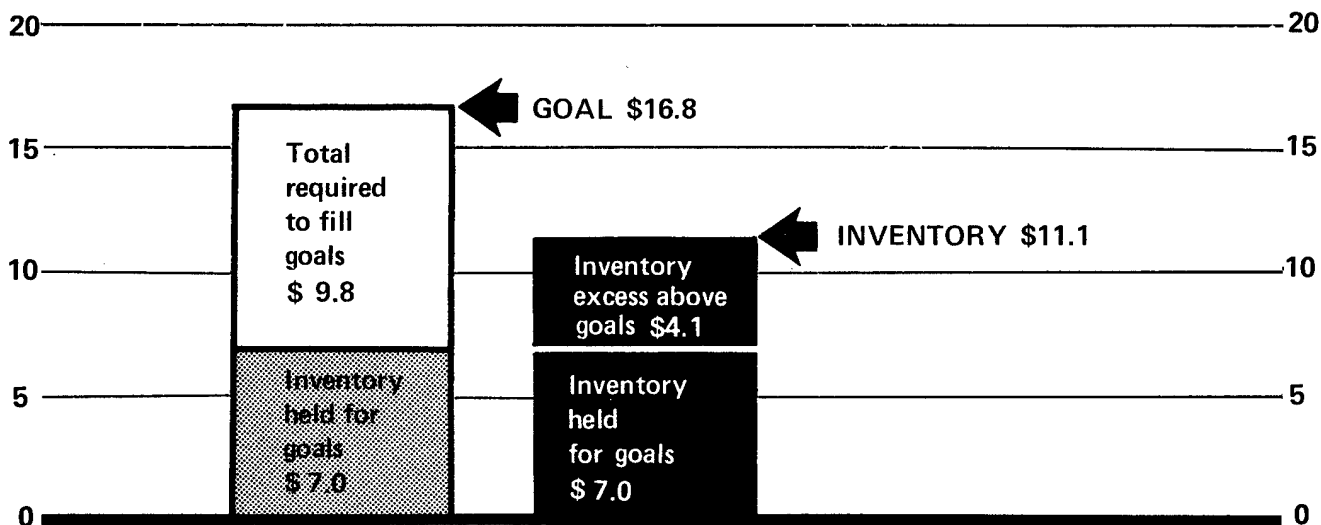 20 20
GOAL $16.8
15 15
Total
required
to fill
goals
$ 9.8
INVENTORY $11.1
10 10
Inventory
excess above
goals $4.1
5 5
Inventory
held for
goals
$ 7.0
Inventory
held
for goals
$ 7.0
0 0